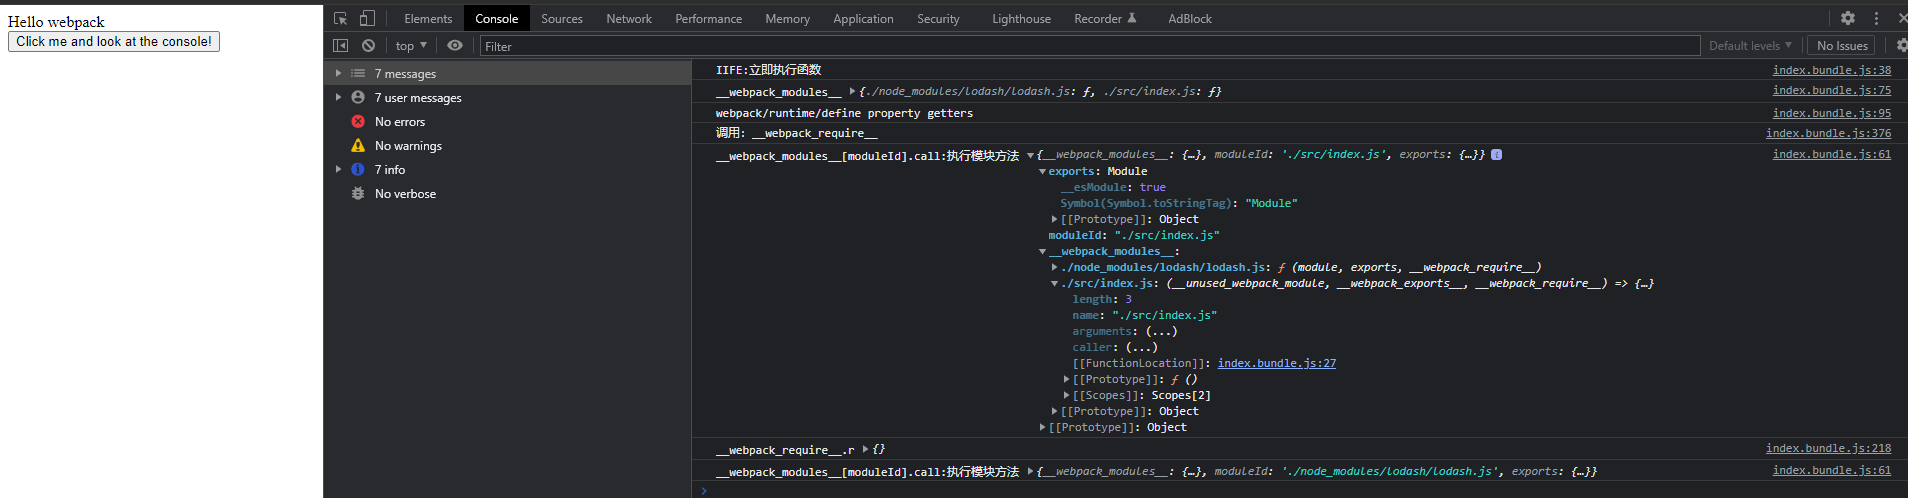 Hello webpack
Click me and look at the console!
Elements Console Sources Network Performance Memory Application Security Lighthouse Recorder AdBlock
top Filter Default levels No Issues
7 messages
7 user messages
No errors
No warnings
7 info
No verbose
IIFE:立即执行函数 index.bundle.js:38
__webpack_modules__ {./node_modules/lodash/lodash.js: ƒ, ./src/index.js: ƒ} index.bundle.js:75
webpack/runtime/define property getters index.bundle.js:95
调用: __webpack_require__ index.bundle.js:376
__webpack_modules__[moduleId].call:执行模块方法 {__webpack_modules__: {…}, moduleId: './src/index.js', exports: {…}} i index.bundle.js:61
exports: Module
__esModule: true
Symbol(Symbol.toStringTag): "Module"
[[Prototype]]: Object
moduleId: "./src/index.js"
__webpack_modules__:
./node_modules/lodash/lodash.js: ƒ (module, exports, __webpack_require__)
./src/index.js: (__unused_webpack_module, __webpack_exports__, __webpack_require__) => {…}
length: 3
name: "./src/index.js"
arguments: (...)
caller: (...)
[[FunctionLocation]]: index.bundle.js:27
[[Prototype]]: ƒ ()
[[Scopes]]: Scopes[2]
[[Prototype]]: Object
[[Prototype]]: Object
__webpack_require__.r {} index.bundle.js:218
__webpack_modules__[moduleId].call:执行模块方法 {__webpack_modules__: {…}, moduleId: './node_modules/lodash/lodash.js', exports: {…}} index.bundle.js:61